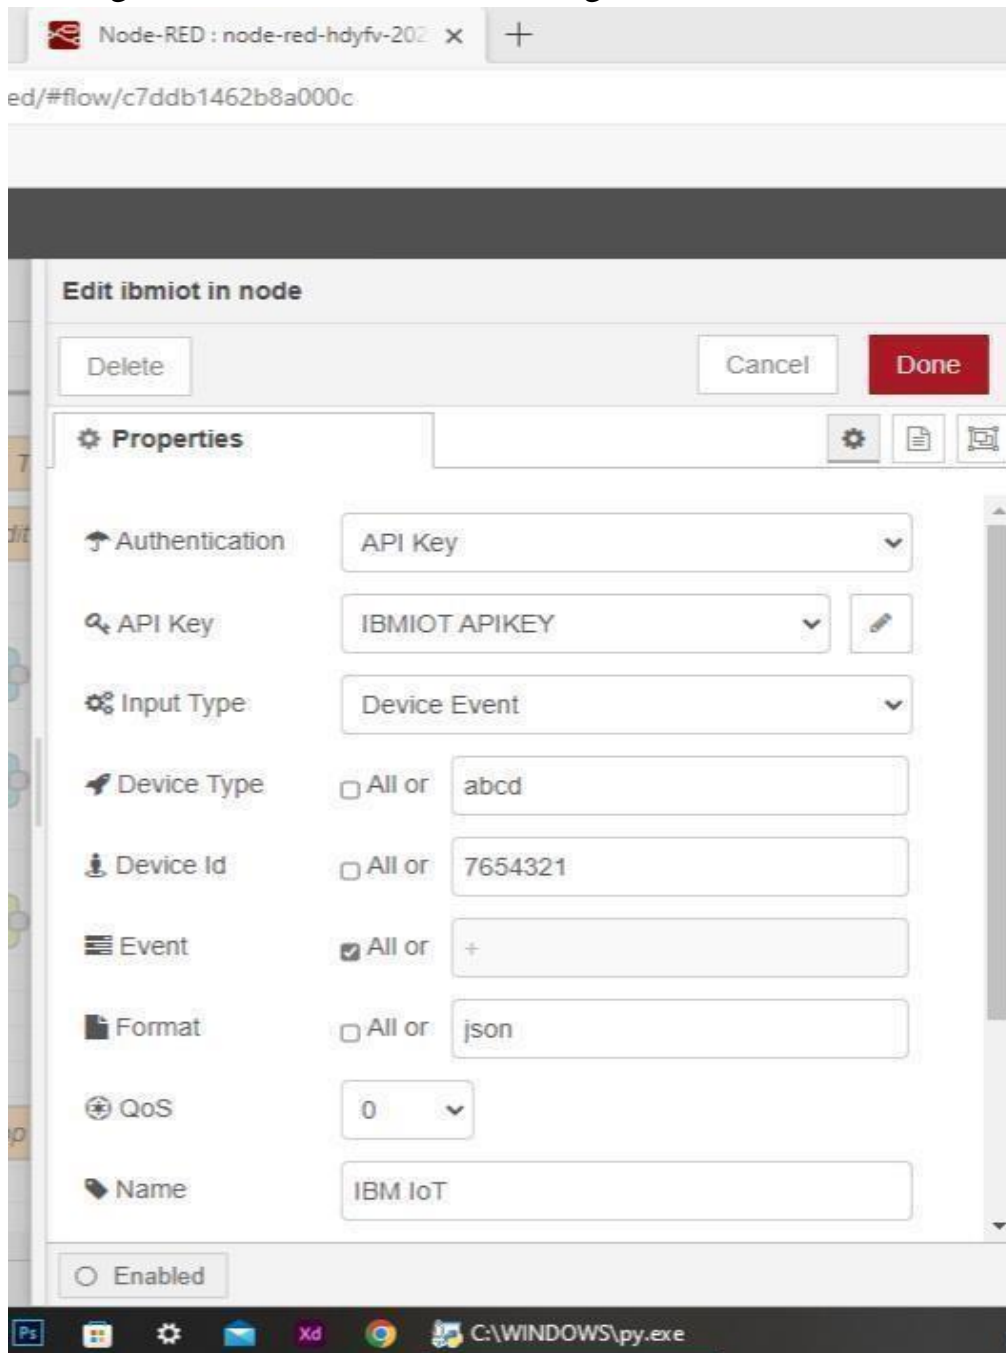 Node-RED : node-red-hdyfv-202
ed/#flow/c7ddb1462b8a000c
Edit ibmiot in node
Delete Cancel Done
Properties
Authentication API Key
API Key IBMIOT APIKEY
Input Type Device Event
Device Type All or abcd
Device Id All or 7654321
Event All or +
Format All or json
QoS 0
Name IBM IoT
Enabled
Ps Xd C:\WINDOWS\py.exe